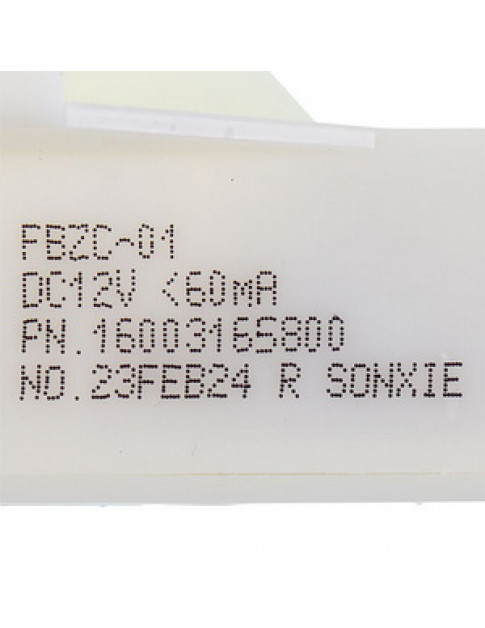 FBZC-01
DC12V <60mA
PN.16003165800
NO.23FEB24 R SONXIE